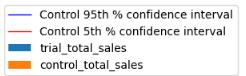 Control 95th % confidence interval
Control 5th % confidence interval
trial_total_sales
control_total_sales